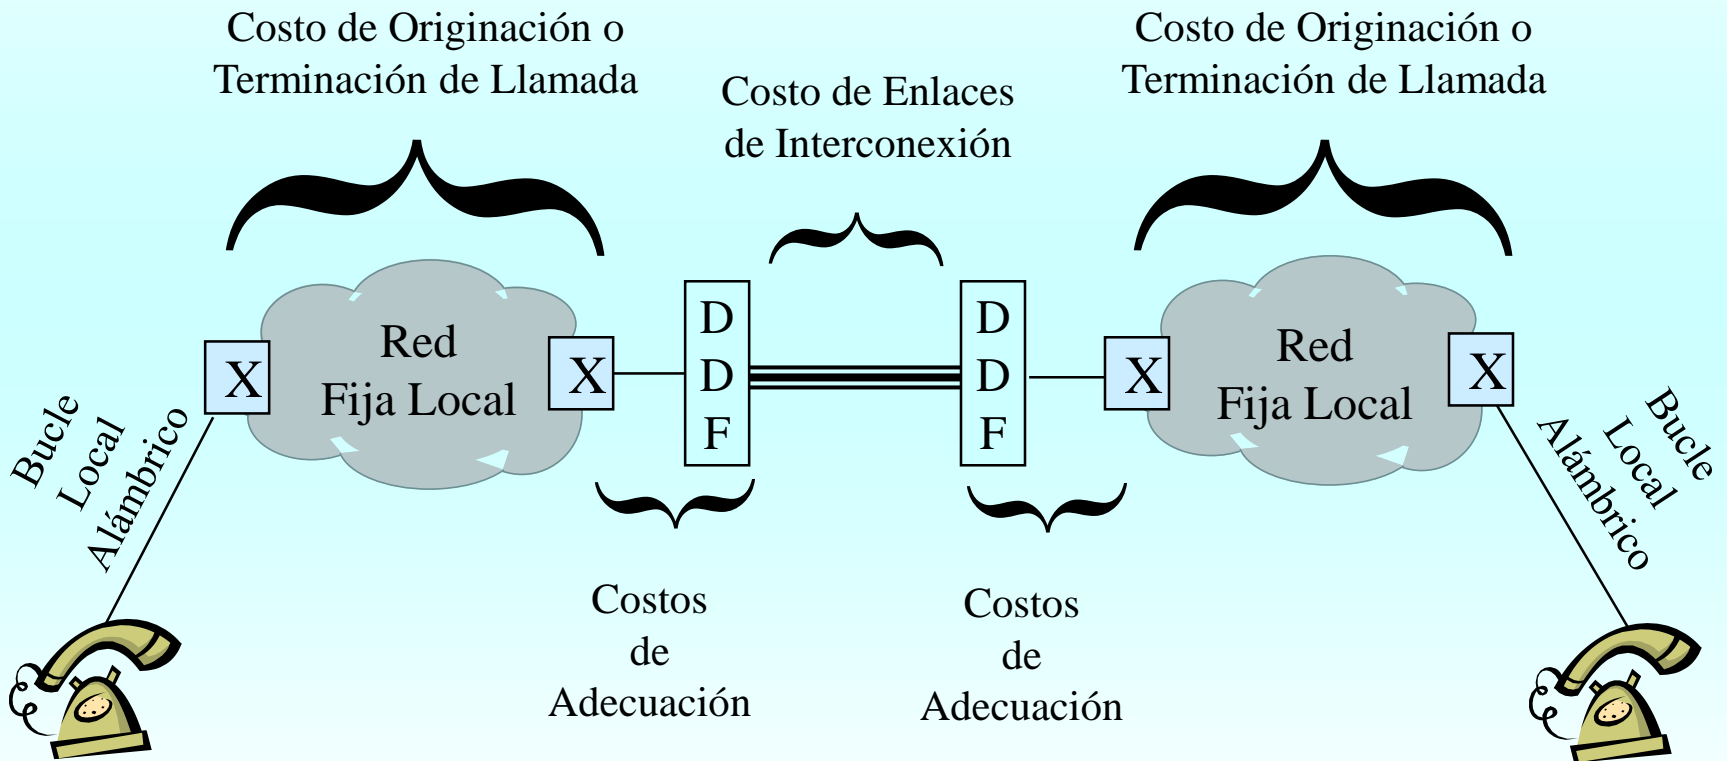 Costo de Originación o
Terminación de Llamada
Costo de Enlaces
de Interconexión
Costo de Originación o
Terminación de Llamada
Bucle
Local
Alámbrico
X
Red
Fija Local
X
D
D
F
D
D
F
X
Red
Fija Local
X
Bucle
Local
Alámbrico
Costos
de
Adecuación
Costos
de
Adecuación